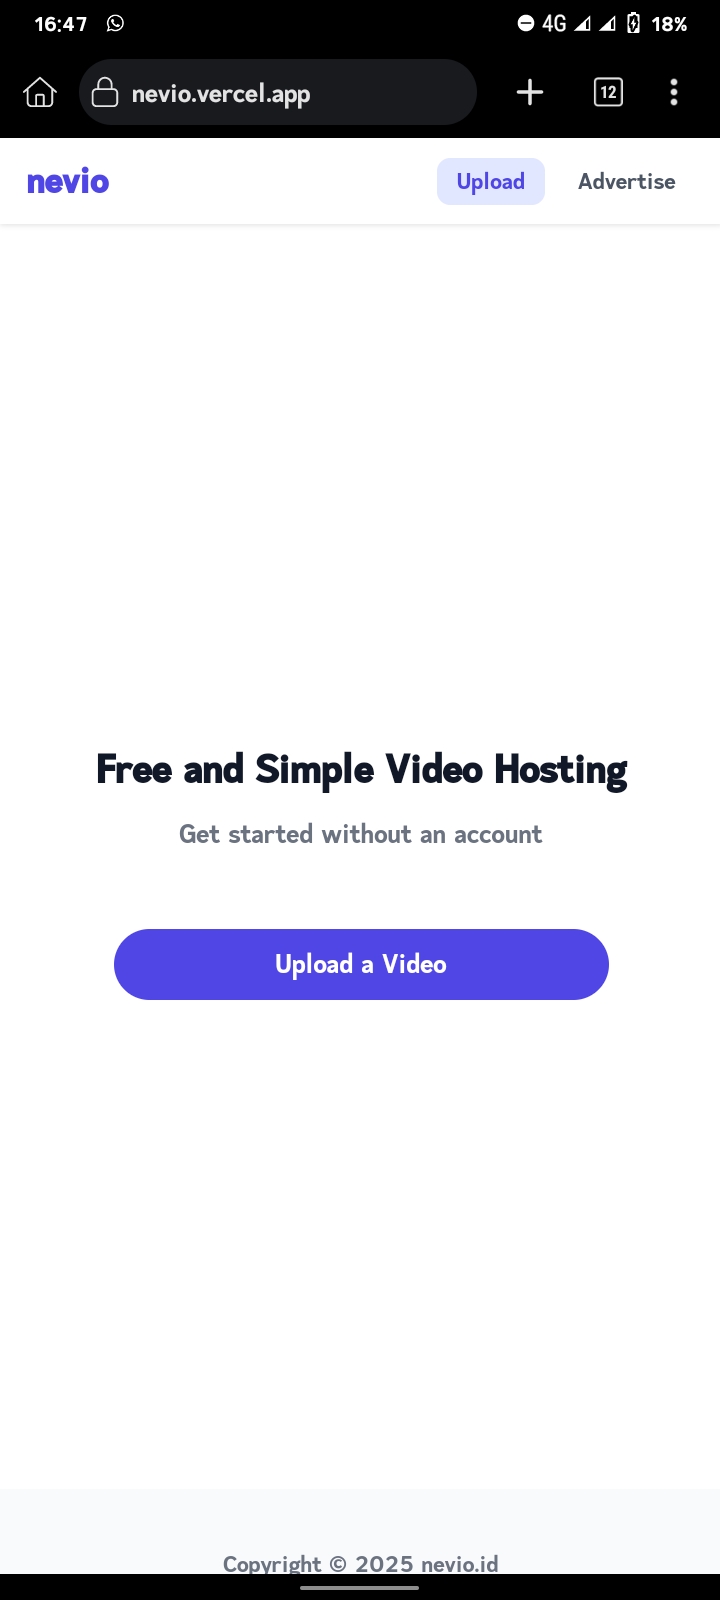 16:47 4G 18%
nevio.vercel.app 12
nevio Upload Advertise
Free and Simple Video Hosting
Get started without an account
Upload a Video
Copyright © 2025 nevio.id